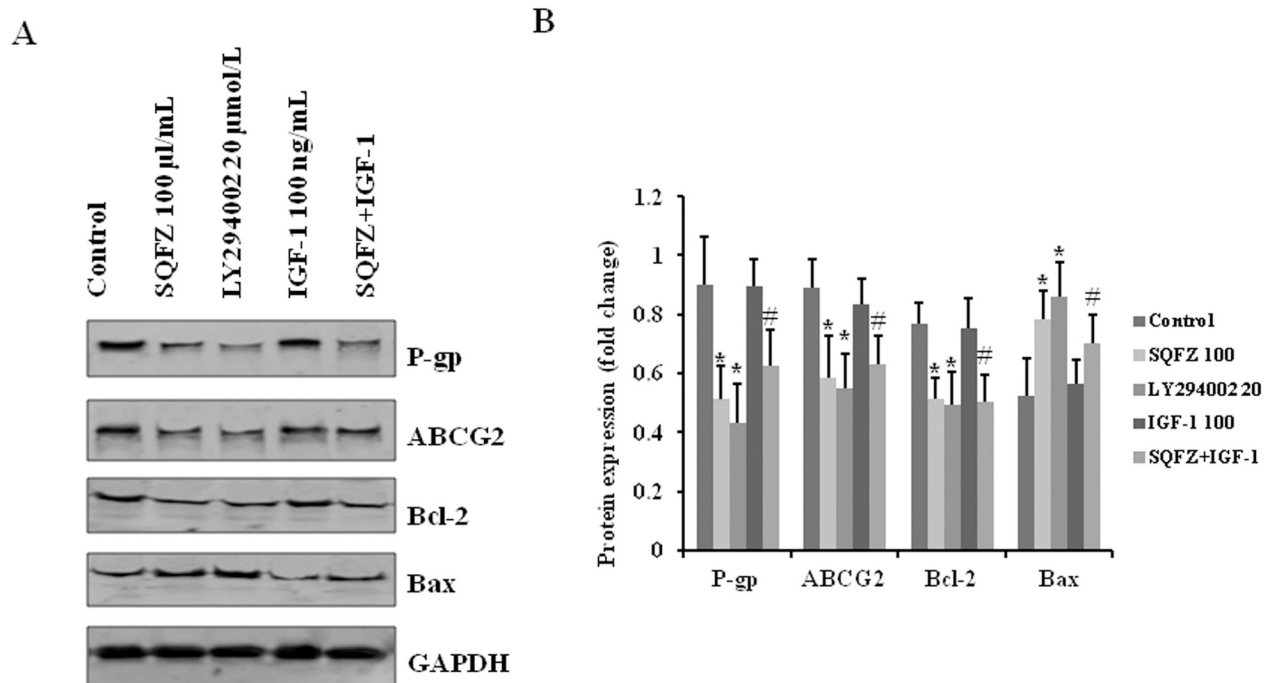 A
Control
SQFZ 100 µl/mL
LY294002 20 µmol/L
IGF-1 100 ng/mL
SQFZ+IGF-1
P-gp
ABCG2
Bcl-2
Bax
GAPDH
B
Protein expression (fold change)
1.2
1
0.8
0.6
0.4
0.2
0
* * #
* * #
* * #
* * #
P-gp ABCG2 Bcl-2 Bax
Control
SQFZ 100
LY294002 20
IGF-1 100
SQFZ+IGF-1